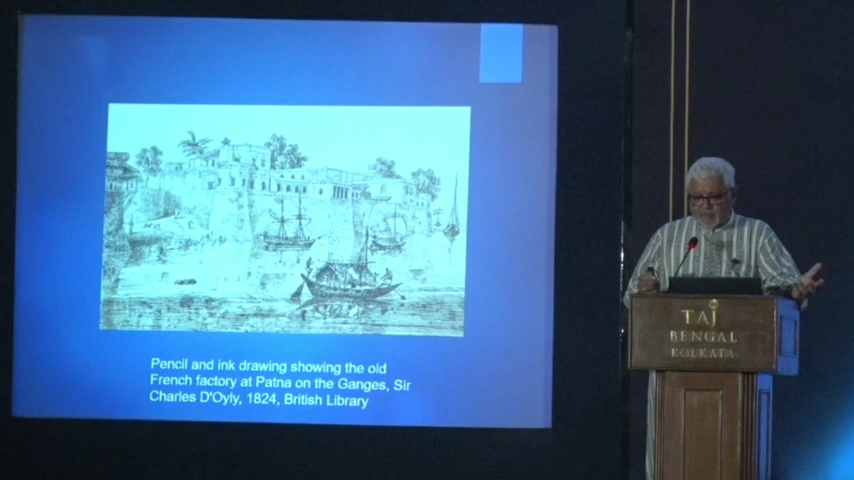 Pencil and ink drawing showing the old
French factory at Patna on the Ganges, Sir
Charles D'Oyly, 1824, British Library
TAJ
BENGAL
KOLKATA